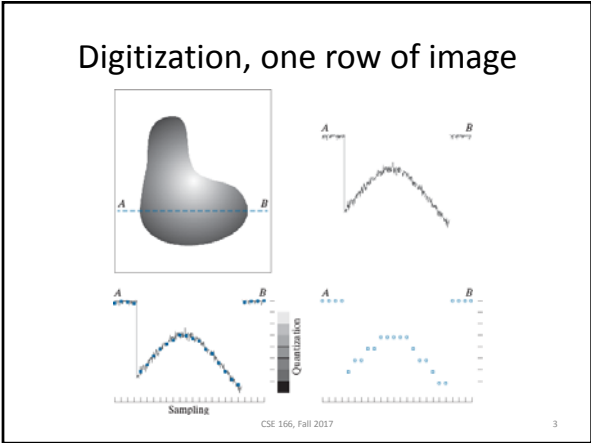 Digitization, one row of image
A B
A B
A B
Quantization
A B
Sampling
CSE 166, Fall 2017
3